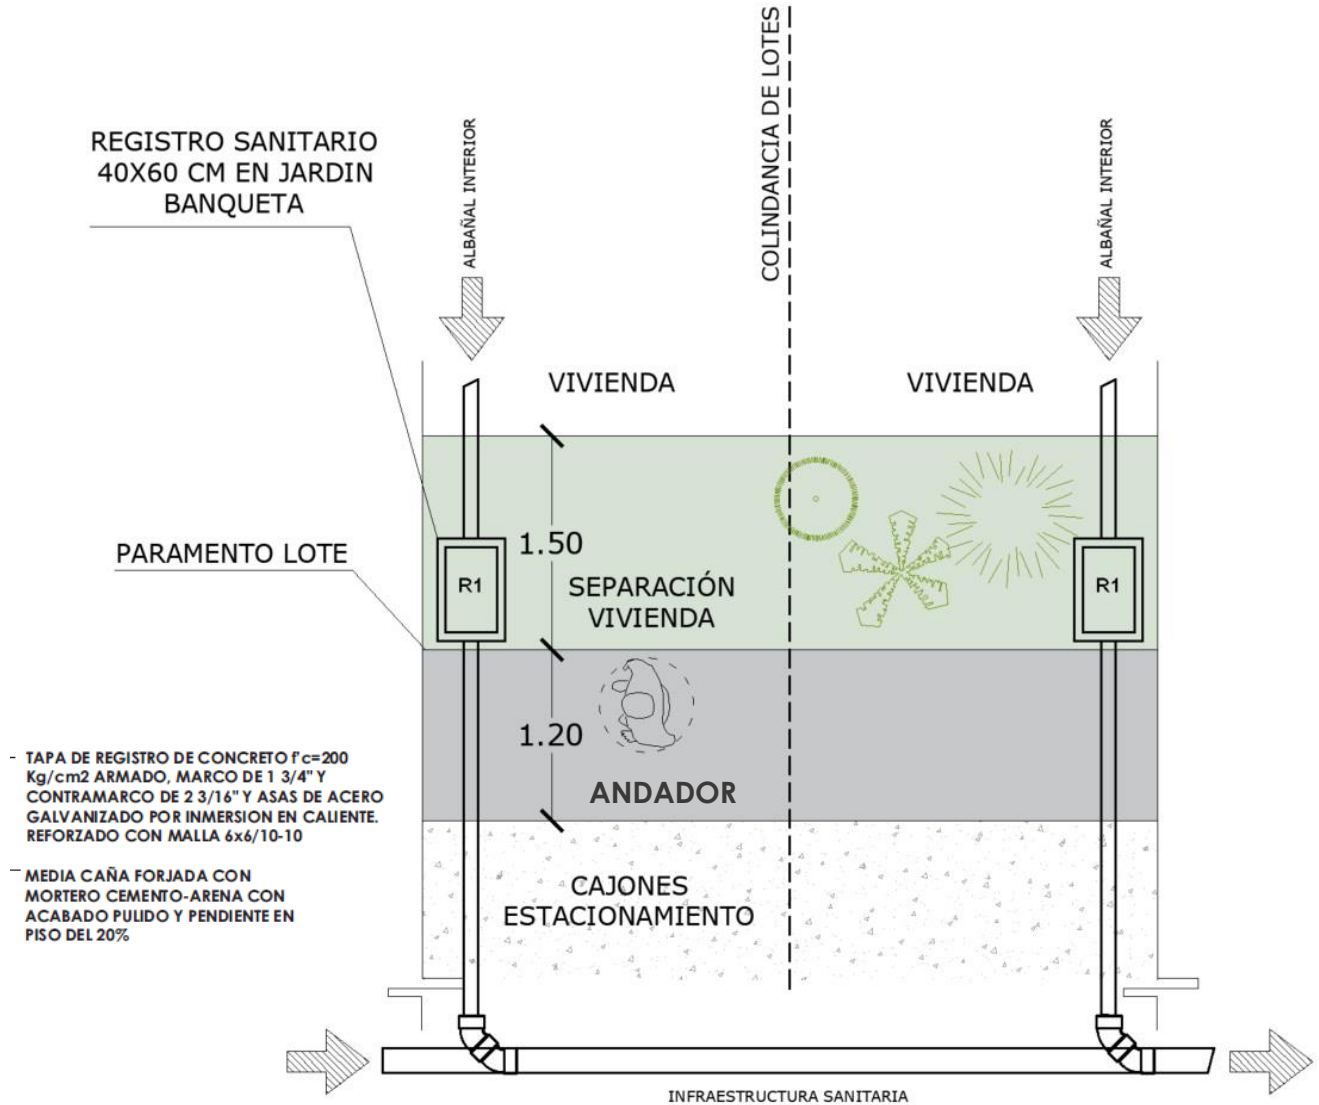 COLINDANCIA DE LOTES
REGISTRO SANITARIO
40X60 CM EN JARDIN
BANQUETA
ALBAÑAL INTERIOR
ALBAÑAL INTERIOR
VIVIENDA
VIVIENDA
1.50
PARAMENTO LOTE
R1
SEPARACIÓN
VIVIENDA
R1
1.20
ANDADOR
- TAPA DE REGISTRO DE CONCRETO f'c=200
Kg/cm2 ARMADO, MARCO DE 1 3/4" Y
CONTRAMARCO DE 2 3/16" Y ASAS DE ACERO
GALVANIZADO POR INMERSION EN CALIENTE.
REFORZADO CON MALLA 6x6/10-10
- MEDIA CAÑA FORJADA CON
MORTERO CEMENTO-ARENA CON
ACABADO PULIDO Y PENDIENTE EN
PISO DEL 20%
CAJONES
ESTACIONAMIENTO
INFRAESTRUCTURA SANITARIA